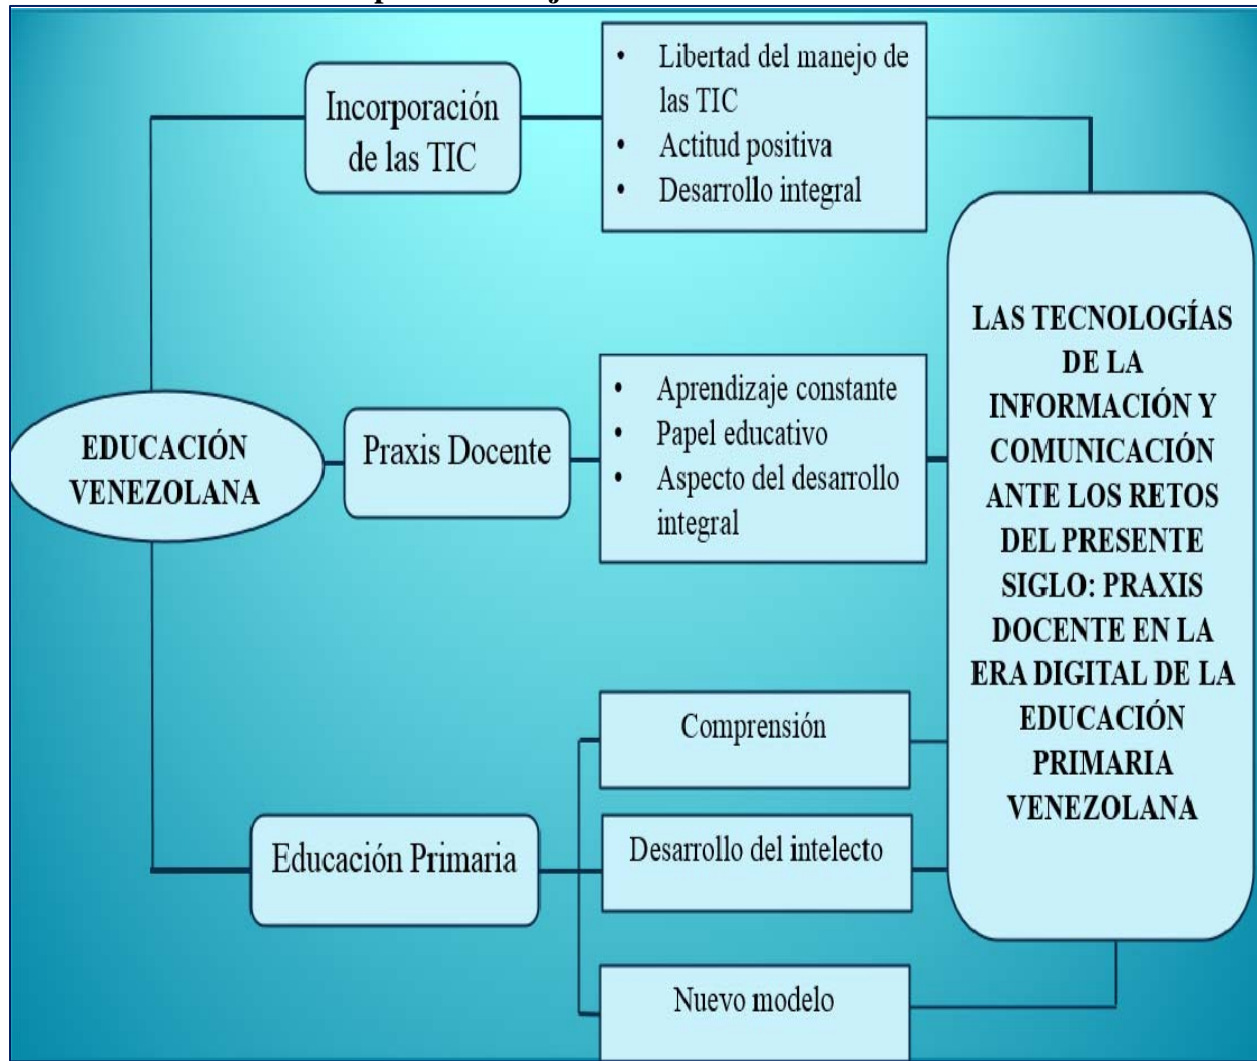 Incorporación
de las TIC
• Libertad del manejo de
las TIC
• Actitud positiva
• Desarrollo integral
EDUCACIÓN
VENEZOLANA
Praxis Docente
• Aprendizaje constante
• Papel educativo
• Aspecto del desarrollo
integral
Educación Primaria
Comprensión
Desarrollo del intelecto
Nuevo modelo
LAS TECNOLOGÍAS
DE LA
INFORMACIÓN Y
COMUNICACIÓN
ANTE LOS RETOS
DEL PRESENTE
SIGLO: PRAXIS
DOCENTE EN LA
ERA DIGITAL DE LA
EDUCACIÓN
PRIMARIA
VENEZOLANA